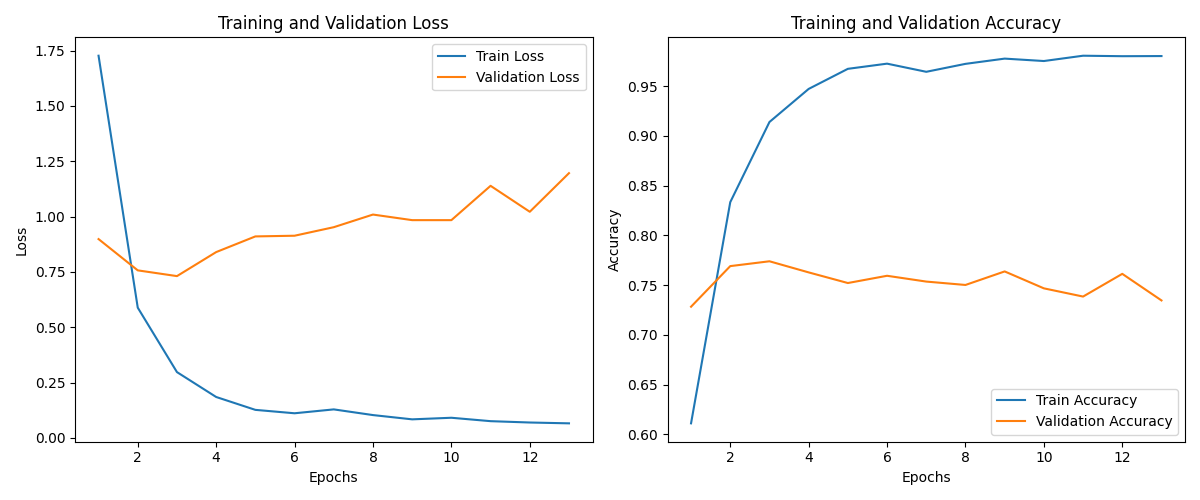 Training and Validation Loss
Loss
1.75
1.50
1.25
1.00
0.75
0.50
0.25
0.00
Train Loss
Validation Loss
2
4
6
8
10
12
Epochs
Training and Validation Accuracy
Accuracy
0.95
0.90
0.85
0.80
0.75
0.70
0.65
0.60
Train Accuracy
Validation Accuracy
2
4
6
8
10
12
Epochs